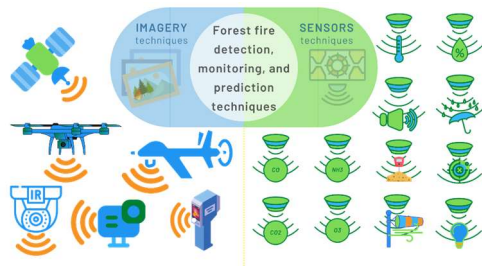 IMAGERY
techniques
Forest fire
detection,
monitoring, and
prediction
techniques
SENSORS
techniques
%
IR
CO
NH3
CO2
O3